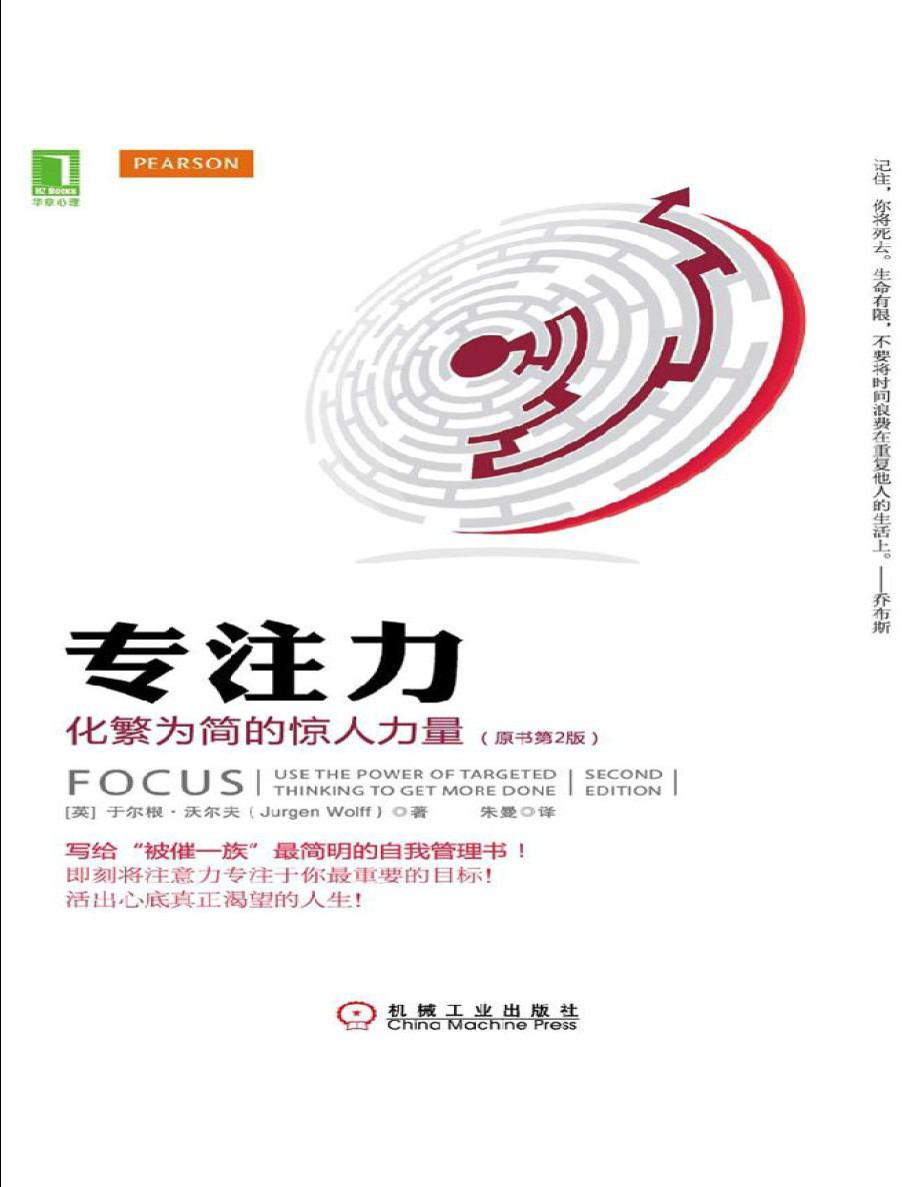 HZ Books
华章心理
PEARSON
记住，你将死去。生命有限，不要将时间浪费在重复他人的生活上。——乔布斯
专注力
化繁为简的惊人力量（原书第2版）
FOCUS | USE THE POWER OF TARGETED | SECOND |
THINKING TO GET MORE DONE | EDITION
[英] 于尔根·沃尔夫（Jurgen Wolff）◎著 朱曼◎译
写给“被催一族”最简明的自我管理书！
即刻将注意力专注于你最重要的目标！
活出心底真正渴望的人生！
机械工业出版社
China Machine Press